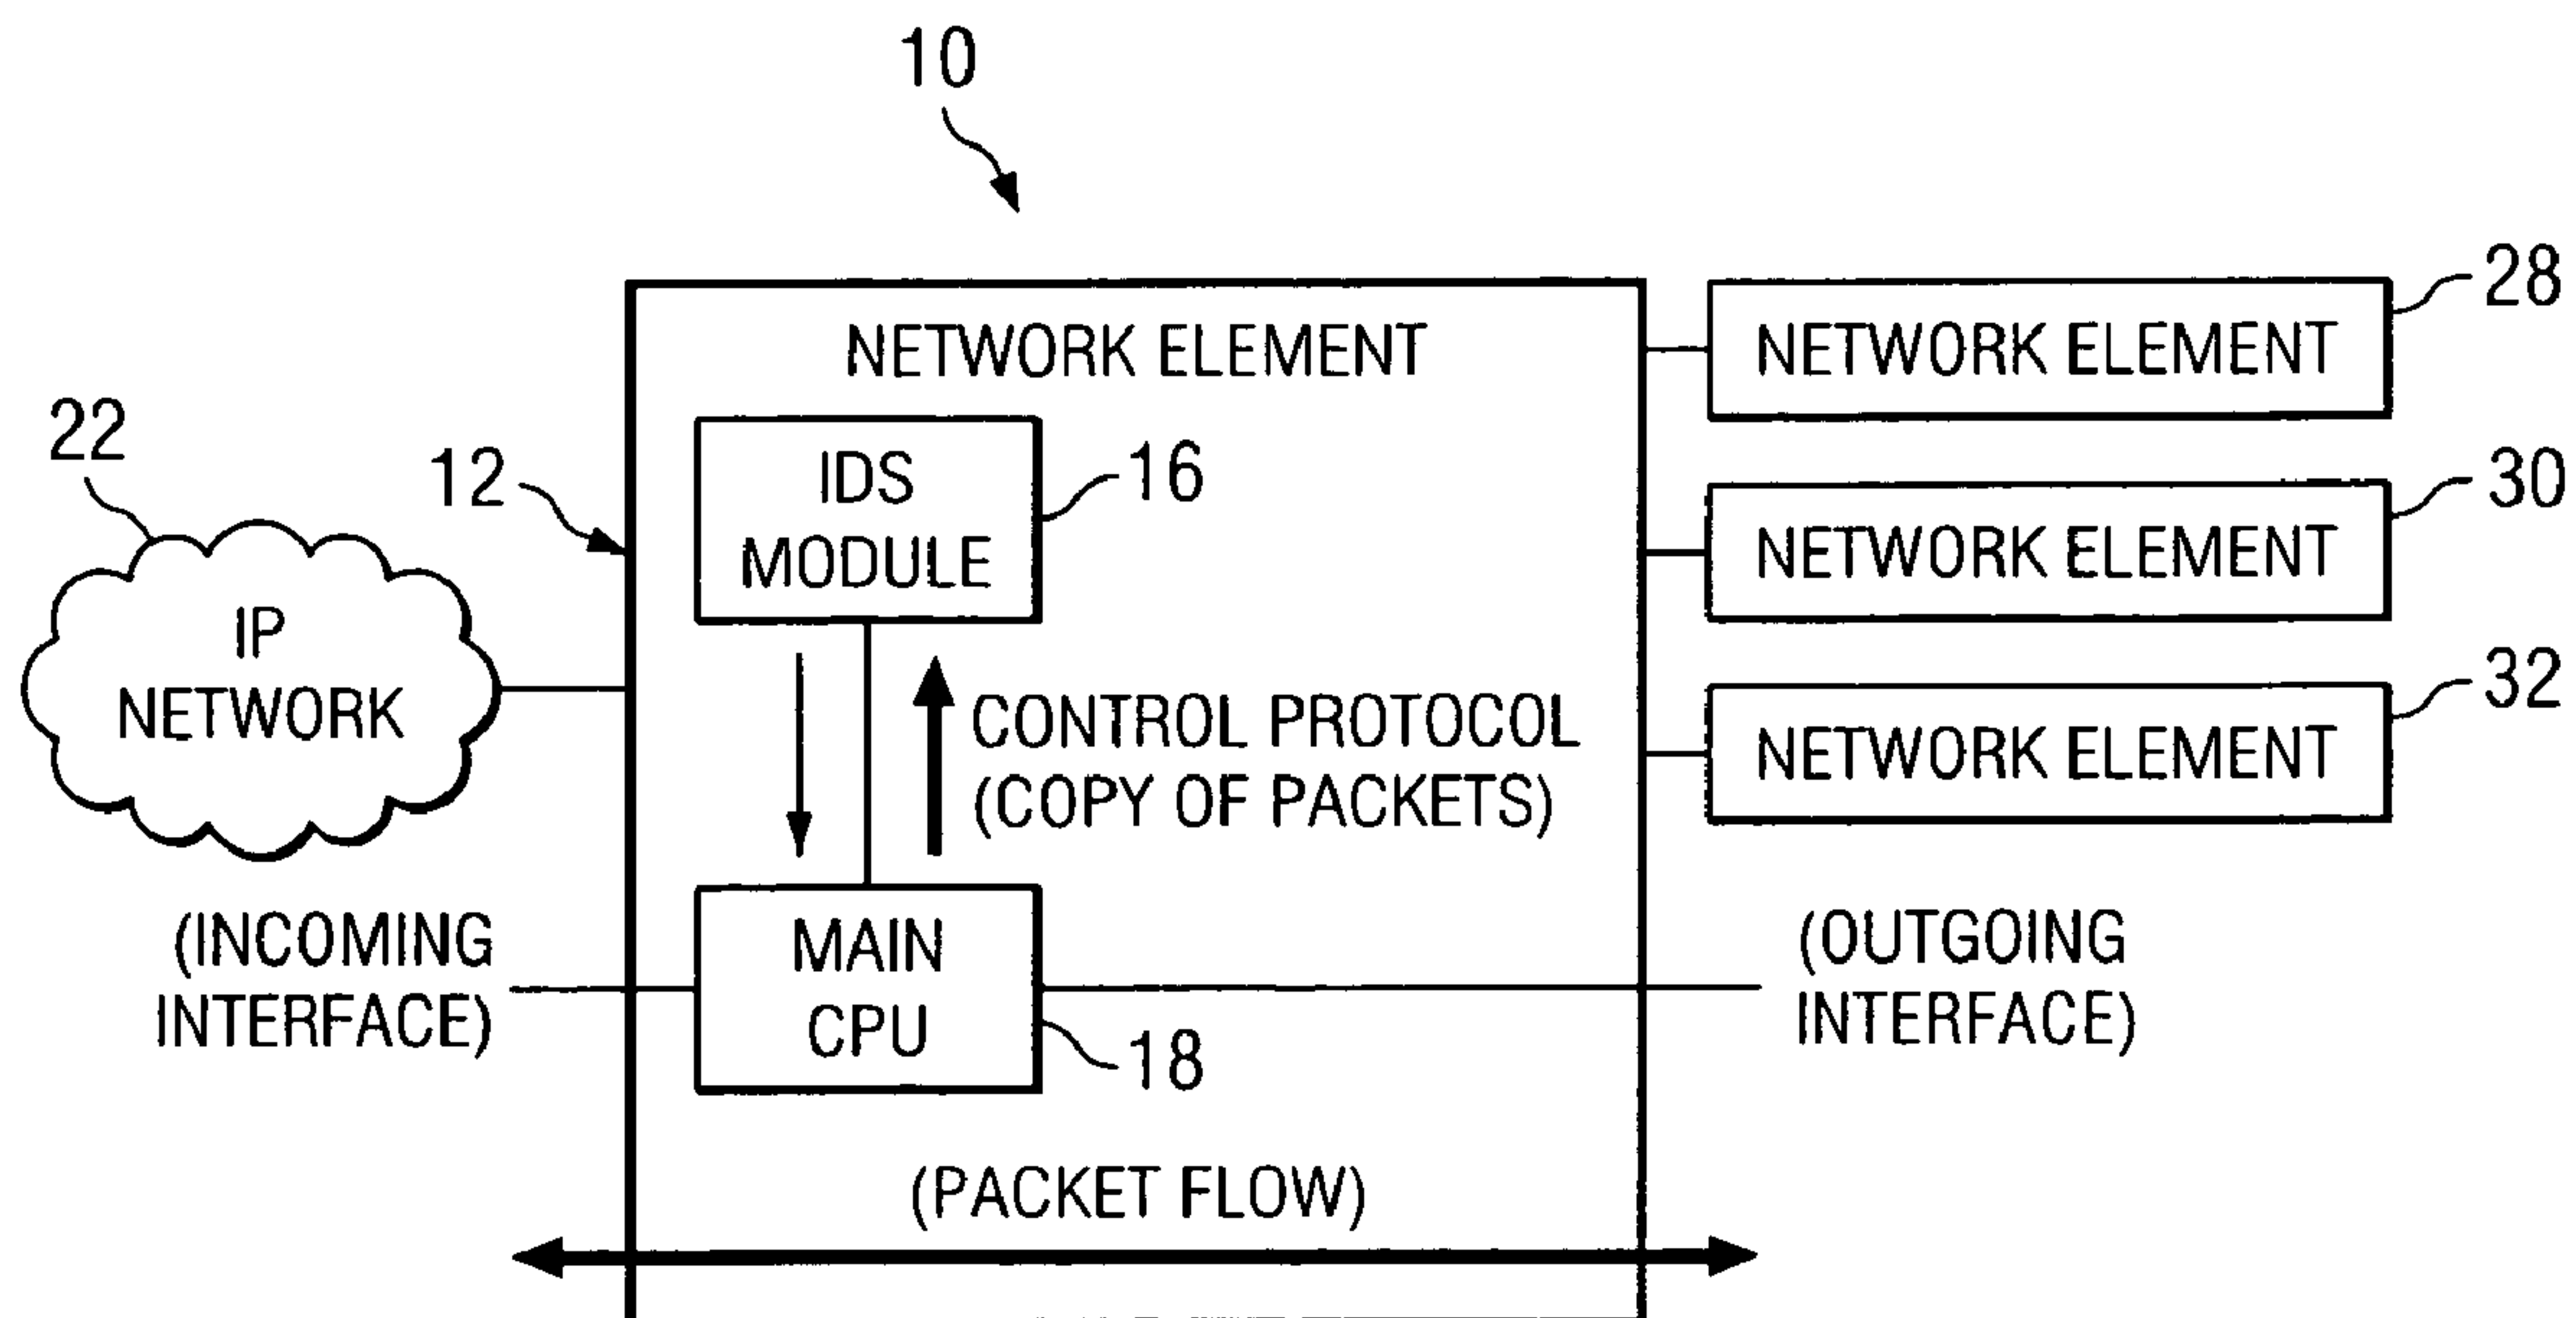 10
28
NETWORK ELEMENT
NETWORK ELEMENT
22
12
IDS
MODULE
16
30
NETWORK ELEMENT
IP
NETWORK
32
CONTROL PROTOCOL
(COPY OF PACKETS)
NETWORK ELEMENT
(INCOMING
INTERFACE)
MAIN
CPU
18
(OUTGOING
INTERFACE)
(PACKET FLOW)